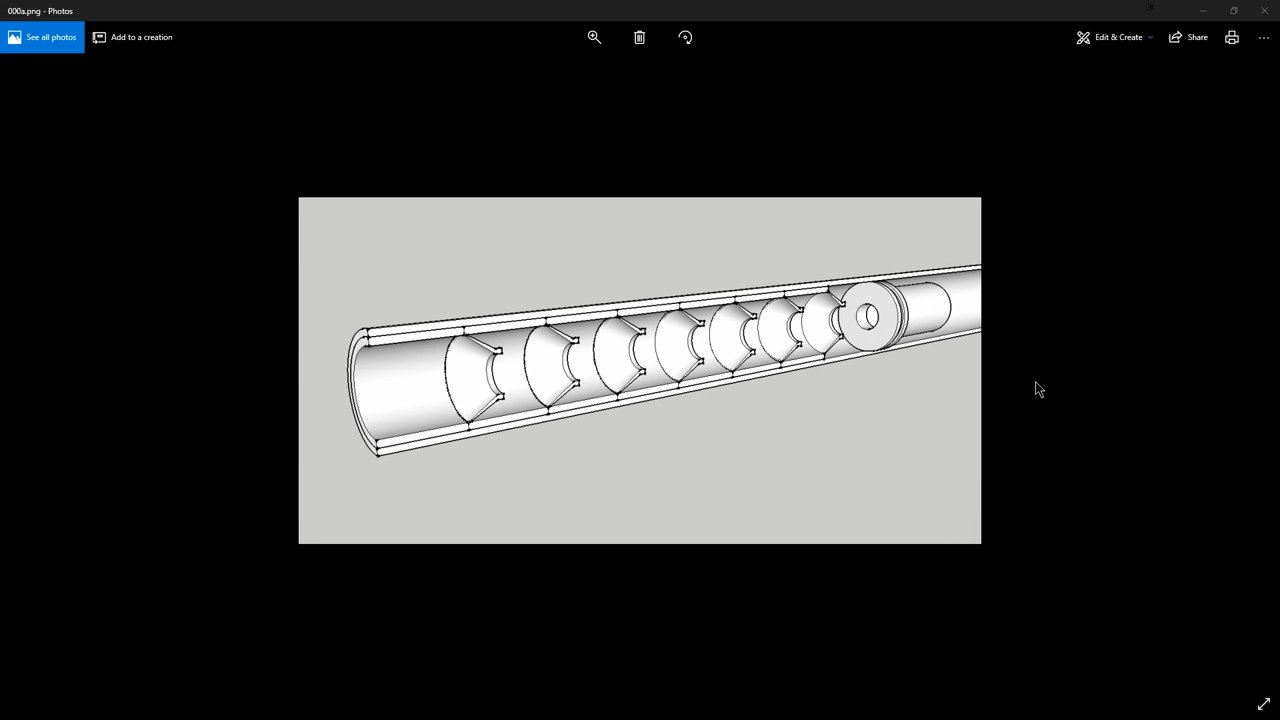 000a.png - Photos
See all photos
Add to a creation
Edit & Create
Share